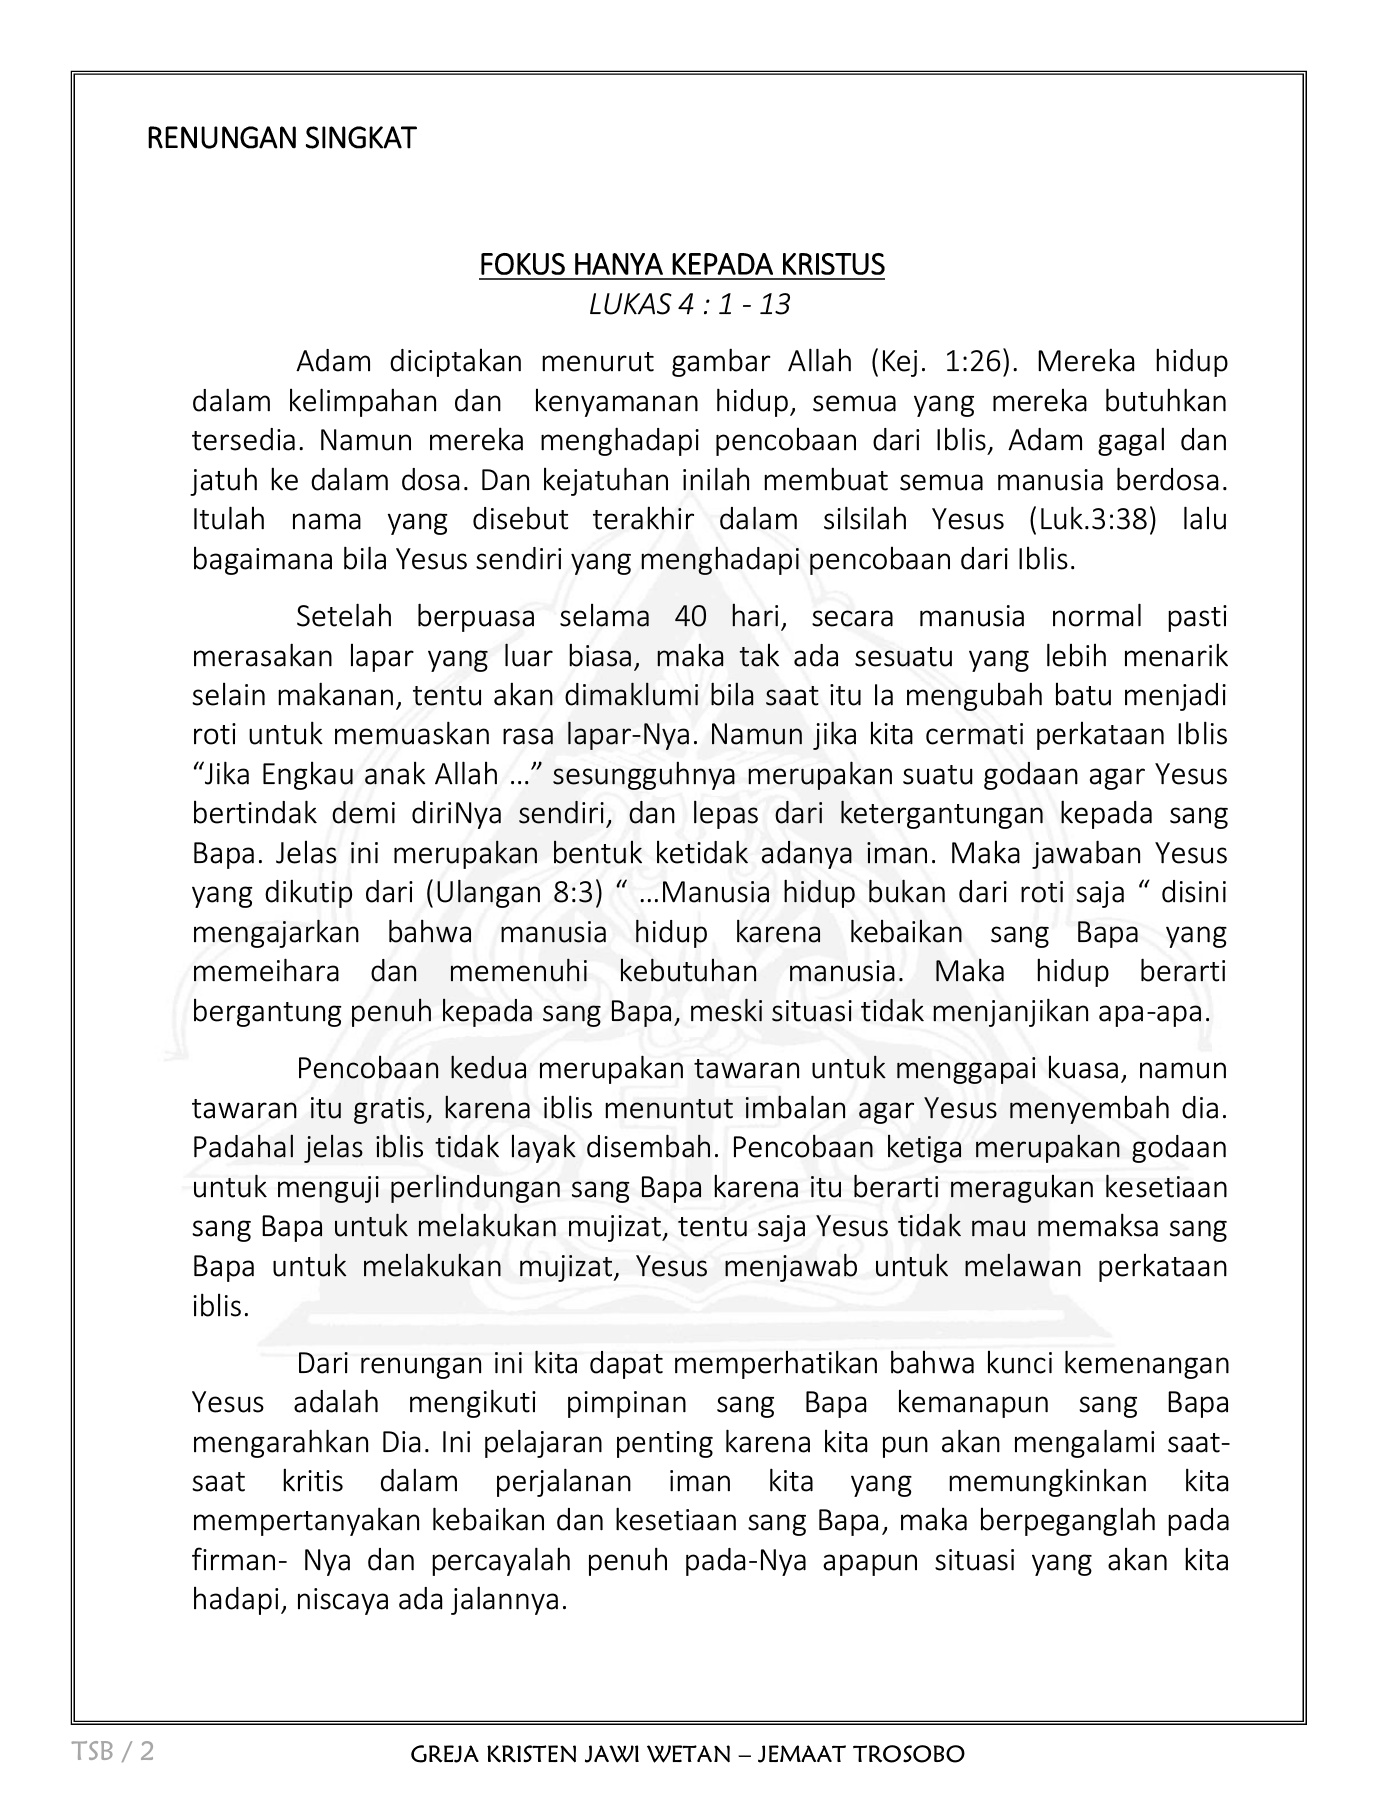 RENUNGAN SINGKAT
FOKUS HANYA KEPADA KRISTUS
LUKAS 4 : 1 - 13
Adam diciptakan menurut gambar Allah (Kej. 1:26). Mereka hidup
dalam kelimpahan dan kenyamanan hidup, semua yang mereka butuhkan
tersedia. Namun mereka menghadapi pencobaan dari Iblis, Adam gagal dan
jatuh ke dalam dosa. Dan kejatuhan inilah membuat semua manusia berdosa.
Itulah nama yang disebut terakhir dalam silsilah Yesus (Luk.3:38) lalu
bagaimana bila Yesus sendiri yang menghadapi pencobaan dari Iblis.
Setelah berpuasa selama 40 hari, secara manusia normal pasti
merasakan lapar yang luar biasa, maka tak ada sesuatu yang lebih menarik
selain makanan, tentu akan dimaklumi bila saat itu Ia mengubah batu menjadi
roti untuk memuaskan rasa lapar-Nya. Namun jika kita cermati perkataan Iblis
“Jika Engkau anak Allah …” sesungguhnya merupakan suatu godaan agar Yesus
bertindak demi diriNya sendiri, dan lepas dari ketergantungan kepada sang
Bapa. Jelas ini merupakan bentuk ketidak adanya iman. Maka jawaban Yesus
yang dikutip dari (Ulangan 8:3) “ …Manusia hidup bukan dari roti saja “ disini
mengajarkan bahwa manusia hidup karena kebaikan sang Bapa yang
memeihara dan memenuhi kebutuhan manusia. Maka hidup berarti
bergantung penuh kepada sang Bapa, meski situasi tidak menjanjikan apa-apa.
Pencobaan kedua merupakan tawaran untuk menggapai kuasa, namun
tawaran itu gratis, karena iblis menuntut imbalan agar Yesus menyembah dia.
Padahal jelas iblis tidak layak disembah. Pencobaan ketiga merupakan godaan
untuk menguji perlindungan sang Bapa karena itu berarti meragukan kesetiaan
sang Bapa untuk melakukan mujizat, tentu saja Yesus tidak mau memaksa sang
Bapa untuk melakukan mujizat, Yesus menjawab untuk melawan perkataan
iblis.
Dari renungan ini kita dapat memperhatikan bahwa kunci kemenangan
Yesus adalah mengikuti pimpinan sang Bapa kemanapun sang Bapa
mengarahkan Dia. Ini pelajaran penting karena kita pun akan mengalami saat-
saat kritis dalam perjalanan iman kita yang memungkinkan kita
mempertanyakan kebaikan dan kesetiaan sang Bapa, maka berpeganglah pada
firman- Nya dan percayalah penuh pada-Nya apapun situasi yang akan kita
hadapi, niscaya ada jalannya.
TSB / 2
GREJA KRISTEN JAWI WETAN – JEMAAT TROSOBO